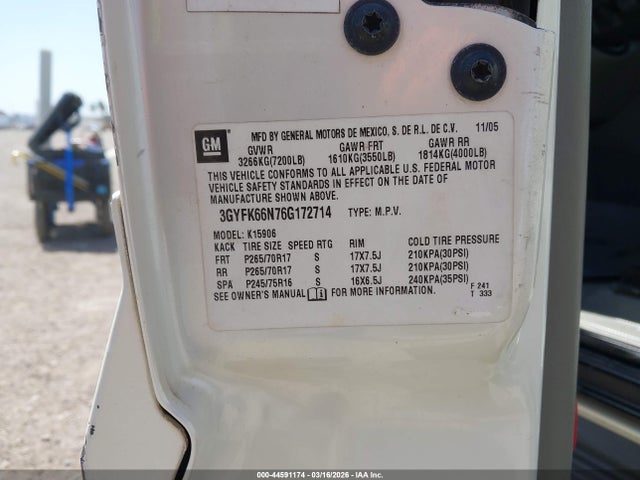 GM
MFD BY GENERAL MOTORS DE MEXICO, S. DE R.L. DE C.V. 11/05
GVWR GAWR FRT GAWR RR
3266KG(7200LB) 1610KG(3550LB) 1814KG(4000LB)
THIS VEHICLE CONFORMS TO ALL APPLICABLE U.S. FEDERAL MOTOR
VEHICLE SAFETY STANDARDS IN EFFECT ON THE DATE OF
MANUFACTURE SHOWN ABOVE.
3GYFK66N76G172714 TYPE: M.P.V.
MODEL: K15906
KACK TIRE SIZE SPEED RTG RIM COLD TIRE PRESSURE
FRT P265/70R17 S 17X7.5J 210KPA(30PSI)
RR P265/70R17 S 17X7.5J 210KPA(30PSI)
SPA P245/75R16 S 16X6.5J 240KPA(35PSI)
SEE OWNER'S MANUAL FOR MORE INFORMATION.
F 241
T 333
000-44591174 | 03/16/2026 - IAA Inc.